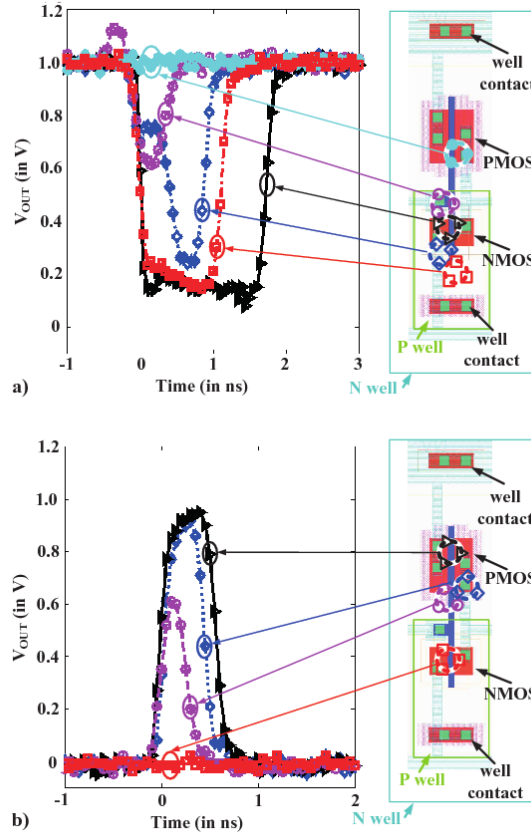 1.2
1.0
0.8
0.6
0.4
0.2
0
V_OUT (in V)
-1
0
1
2
3
Time (in ns)
a)
well
contact
PMOS
NMOS
well
contact
P well
N well
1.2
1.0
0.8
0.6
0.4
0.2
0
V_OUT (in V)
-1
0
1
2
Time (in ns)
b)
well
contact
PMOS
NMOS
well
contact
P well
N well